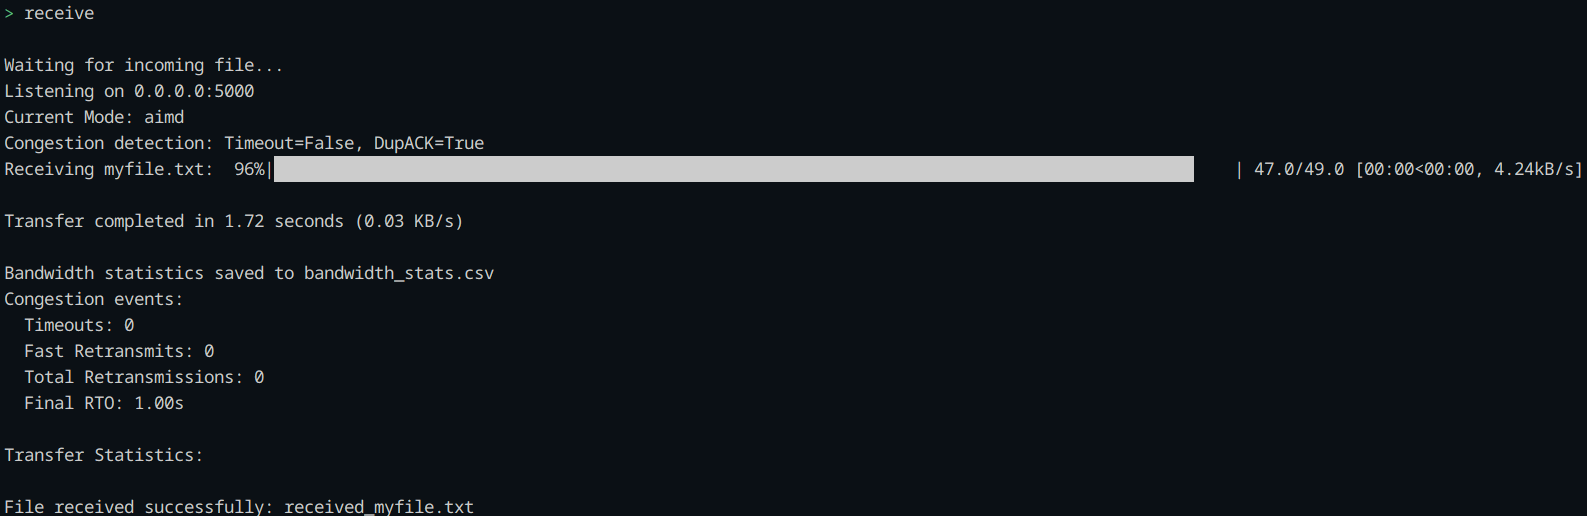 > receive
Waiting for incoming file...
Listening on 0.0.0.0:5000
Current Mode: aimd
Congestion detection: Timeout=False, DupACK=True
Receiving myfile.txt:  96%|          | 47.0/49.0 [00:00<00:00, 4.24kB/s]
Transfer completed in 1.72 seconds (0.03 KB/s)
Bandwidth statistics saved to bandwidth_stats.csv
Congestion events:
  Timeouts: 0
  Fast Retransmits: 0
  Total Retransmissions: 0
  Final RTO: 1.00s
Transfer Statistics:
File received successfully: received_myfile.txt